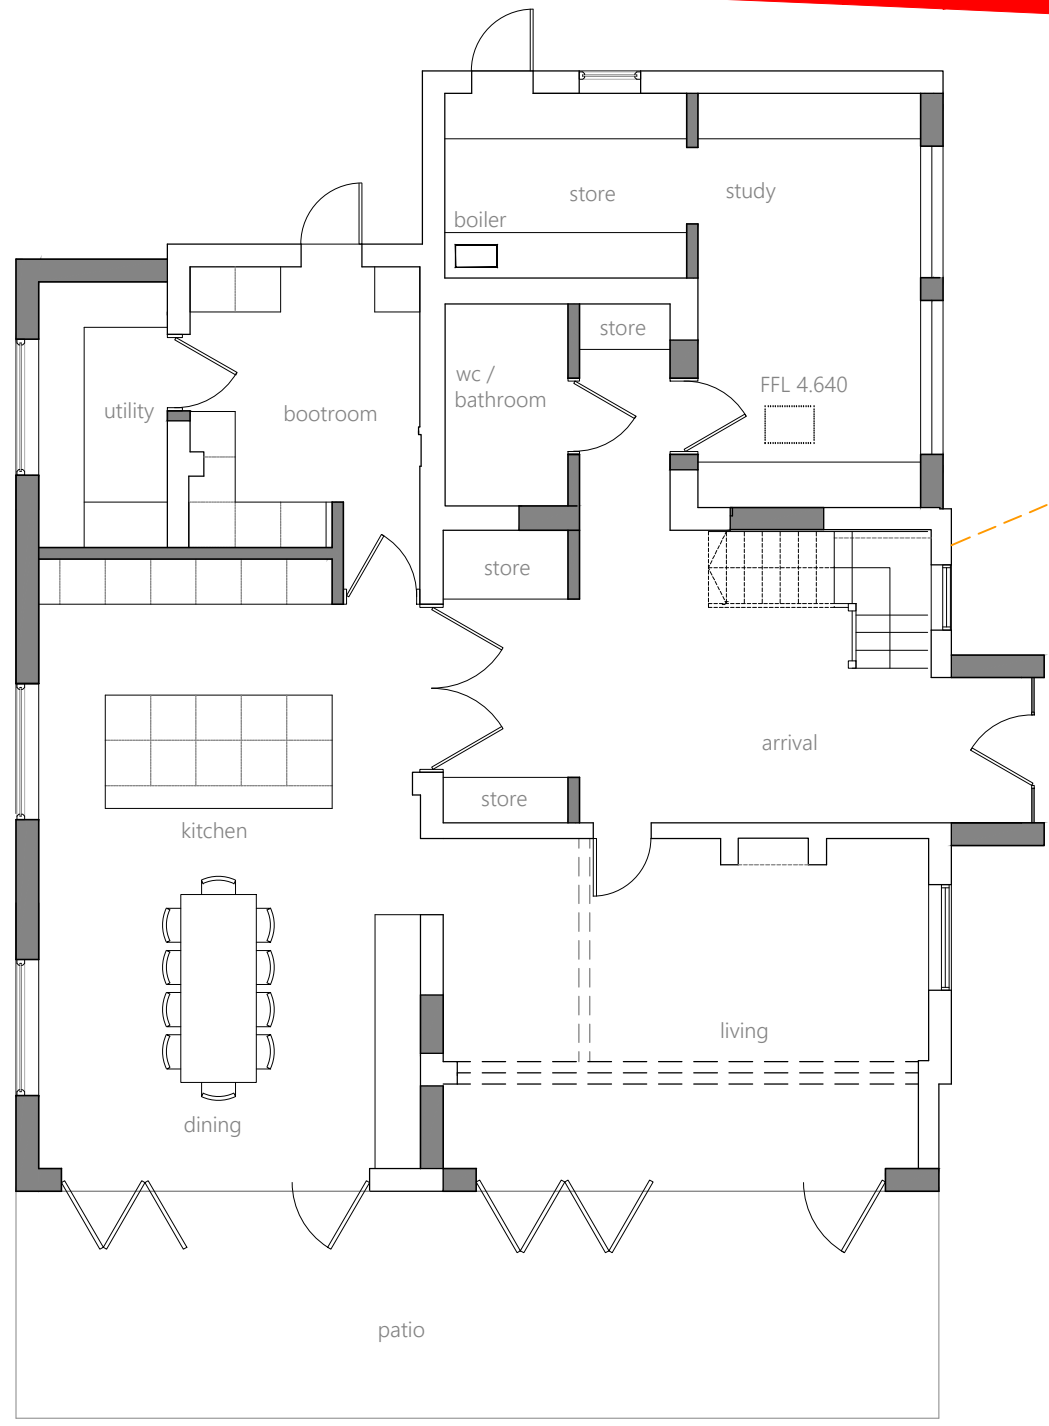 store
study
boiler
store
wc /
bathroom
FFL 4.640
utility
bootroom
store
arrival
store
kitchen
living
dining
patio